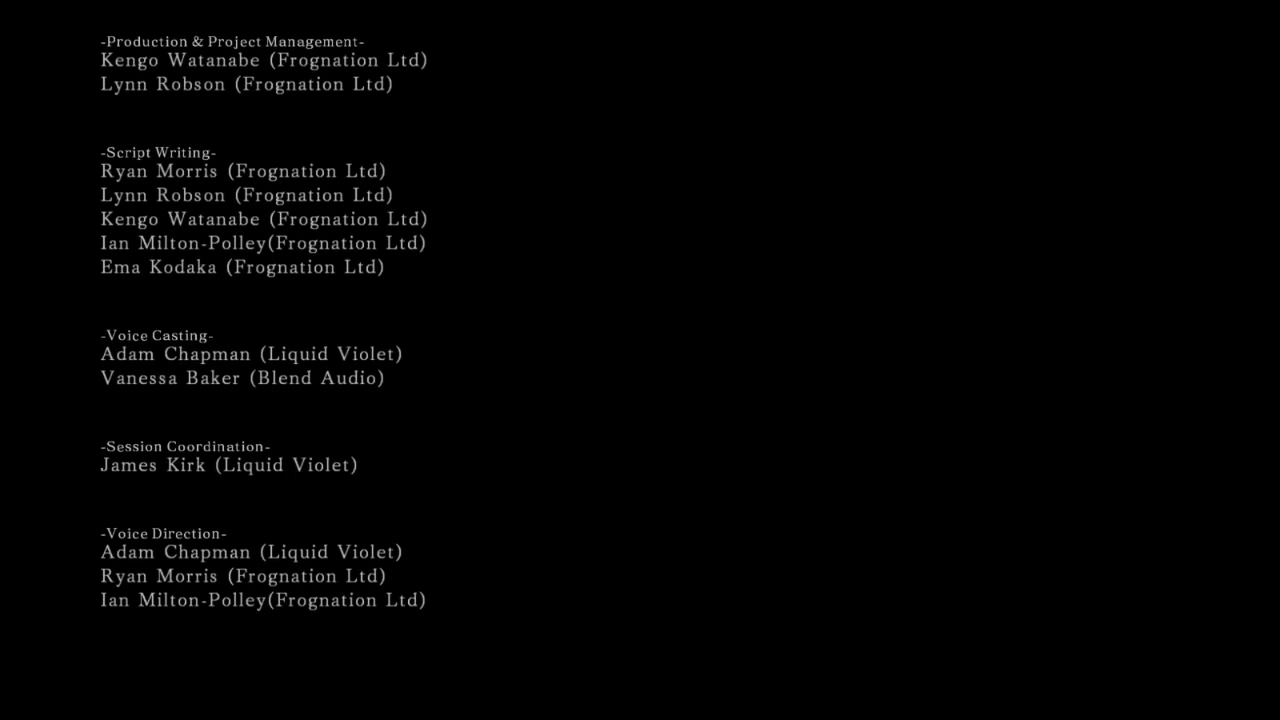 -Production & Project Management-
Kengo Watanabe (Frognation Ltd)
Lynn Robson (Frognation Ltd)
-Script Writing-
Ryan Morris (Frognation Ltd)
Lynn Robson (Frognation Ltd)
Kengo Watanabe (Frognation Ltd)
Ian Milton-Polley(Frognation Ltd)
Ema Kodaka (Frognation Ltd)
-Voice Casting-
Adam Chapman (Liquid Violet)
Vanessa Baker (Blend Audio)
-Session Coordination-
James Kirk (Liquid Violet)
-Voice Direction-
Adam Chapman (Liquid Violet)
Ryan Morris (Frognation Ltd)
Ian Milton-Polley(Frognation Ltd)